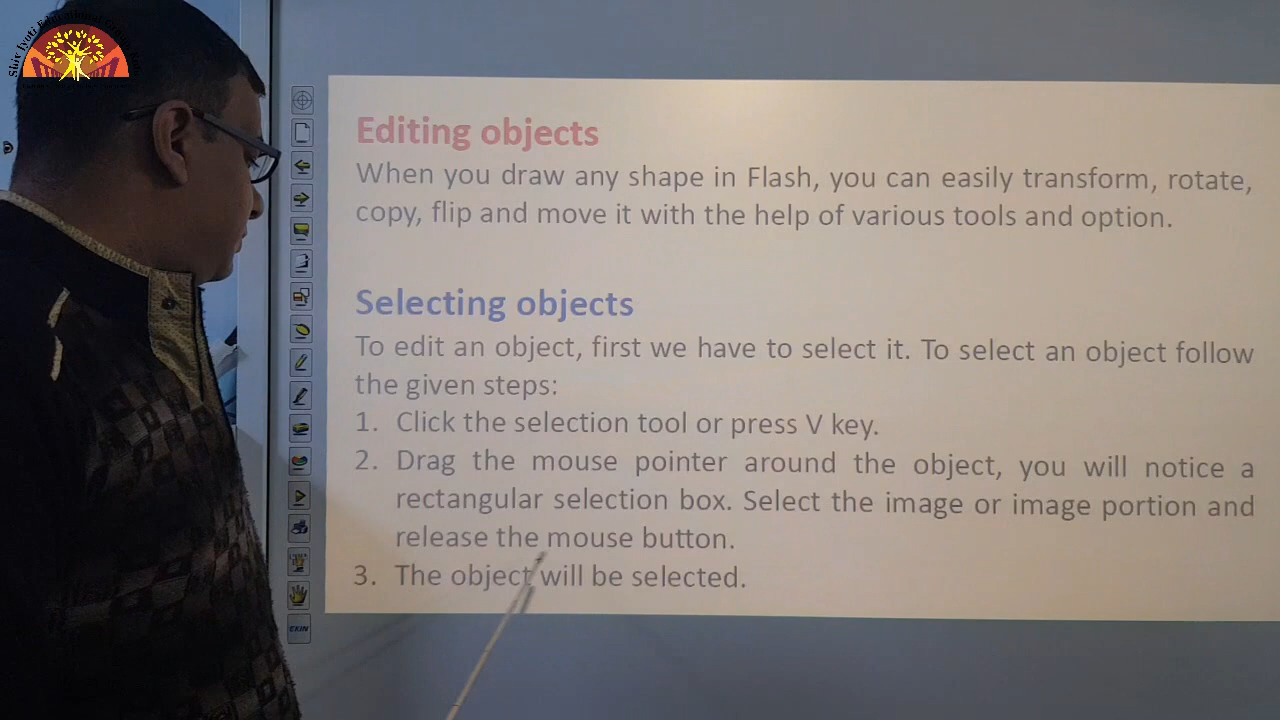 Shiv Jyoti Educational
Editing objects
When you draw any shape in Flash, you can easily transform, rotate,
copy, flip and move it with the help of various tools and option.
Selecting objects
To edit an object, first we have to select it. To select an object follow
the given steps:
1. Click the selection tool or press V key.
2. Drag the mouse pointer around the object, you will notice a
rectangular selection box. Select the image or image portion and
release the mouse button.
3. The object will be selected.